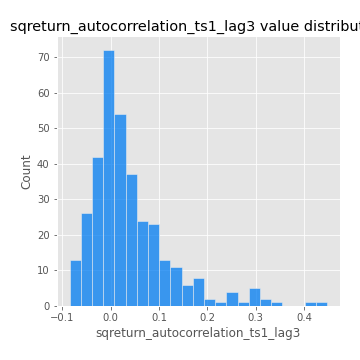 sqreturn_autocorrelation_ts1_lag3 value distribut
70
60
50
40
30
20
10
0
Count
−0.1 0.0 0.1 0.2 0.3 0.4
sqreturn_autocorrelation_ts1_lag3